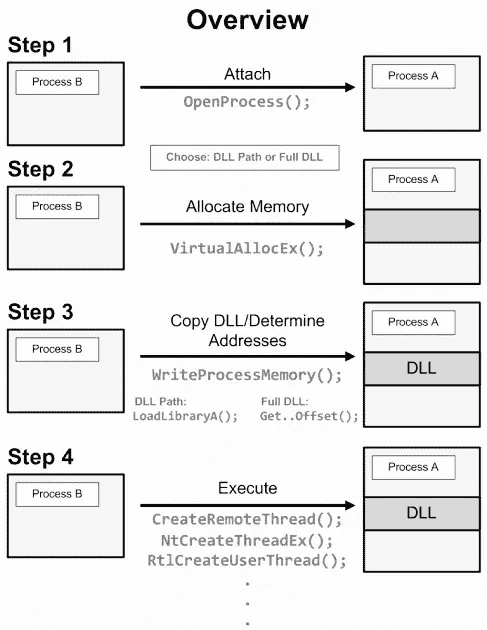 Overview
Step 1
Process B
Attach
OpenProcess();
Process A
Choose: DLL Path or Full DLL
Step 2
Process B
Allocate Memory
VirtualAllocEx();
Process A
Step 3
Process B
Copy DLL/Determine
Addresses
WriteProcessMemory();
DLL Path:
LoadLibraryA();
Full DLL:
Get..Offset();
Process A
DLL
Step 4
Process B
Execute
CreateRemoteThread();
NtCreateThreadEx();
RtlCreateUserThread();
.
.
.
Process A
DLL